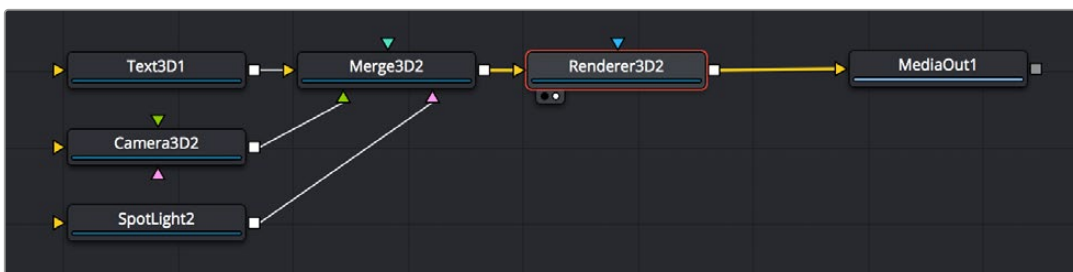 Text3D1
Merge3D2
Renderer3D2
MediaOut1
Camera3D2
SpotLight2